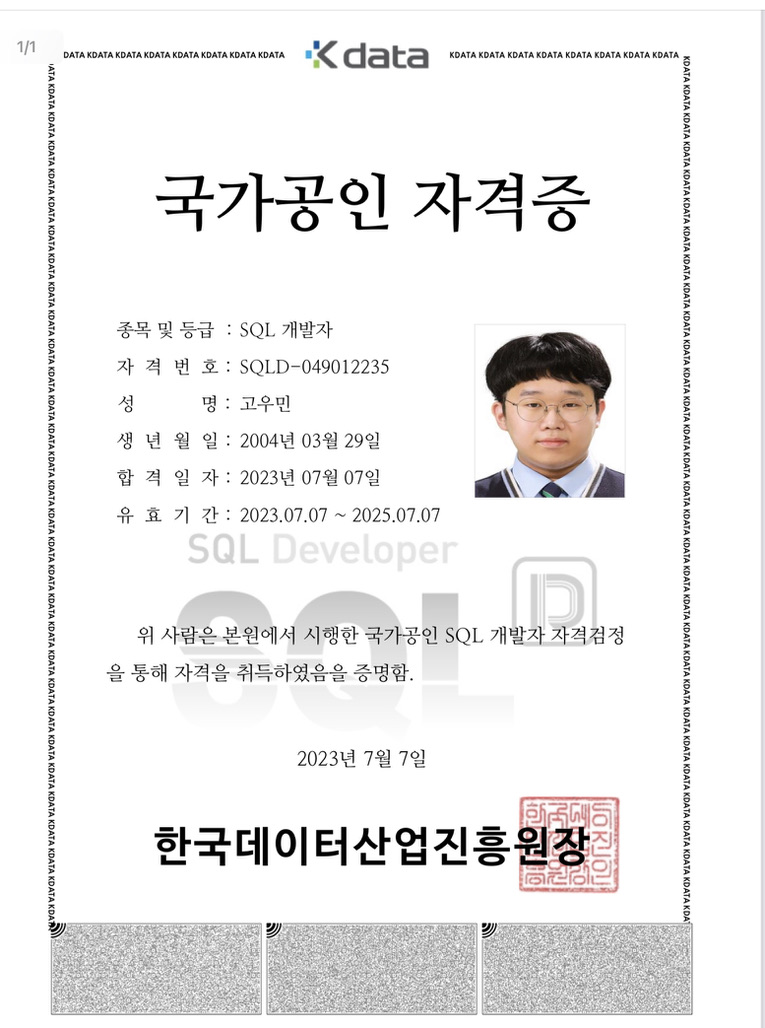 1/1
DATA KDATA KDATA KDATA KDATA KDATA KDATA KDATA
K data
KDATA KDATA KDATA KDATA KDATA KDATA KDATA KDATA
국가공인 자격증
종목 및 등급 : SQL 개발자
자 격 번 호 : SQLD-049012235
성 명 : 고우민
생 년 월 일 : 2004년 03월 29일
합 격 일 자 : 2023년 07월 07일
유 효 기 간 : 2023.07.07 ~ 2025.07.07
SQL Developer
SQL
D
위 사람은 본원에서 시행한 국가공인 SQL 개발자 자격검정
을 통해 자격을 취득하였음을 증명함.
2023년 7월 7일
한국데이터산업진흥원장